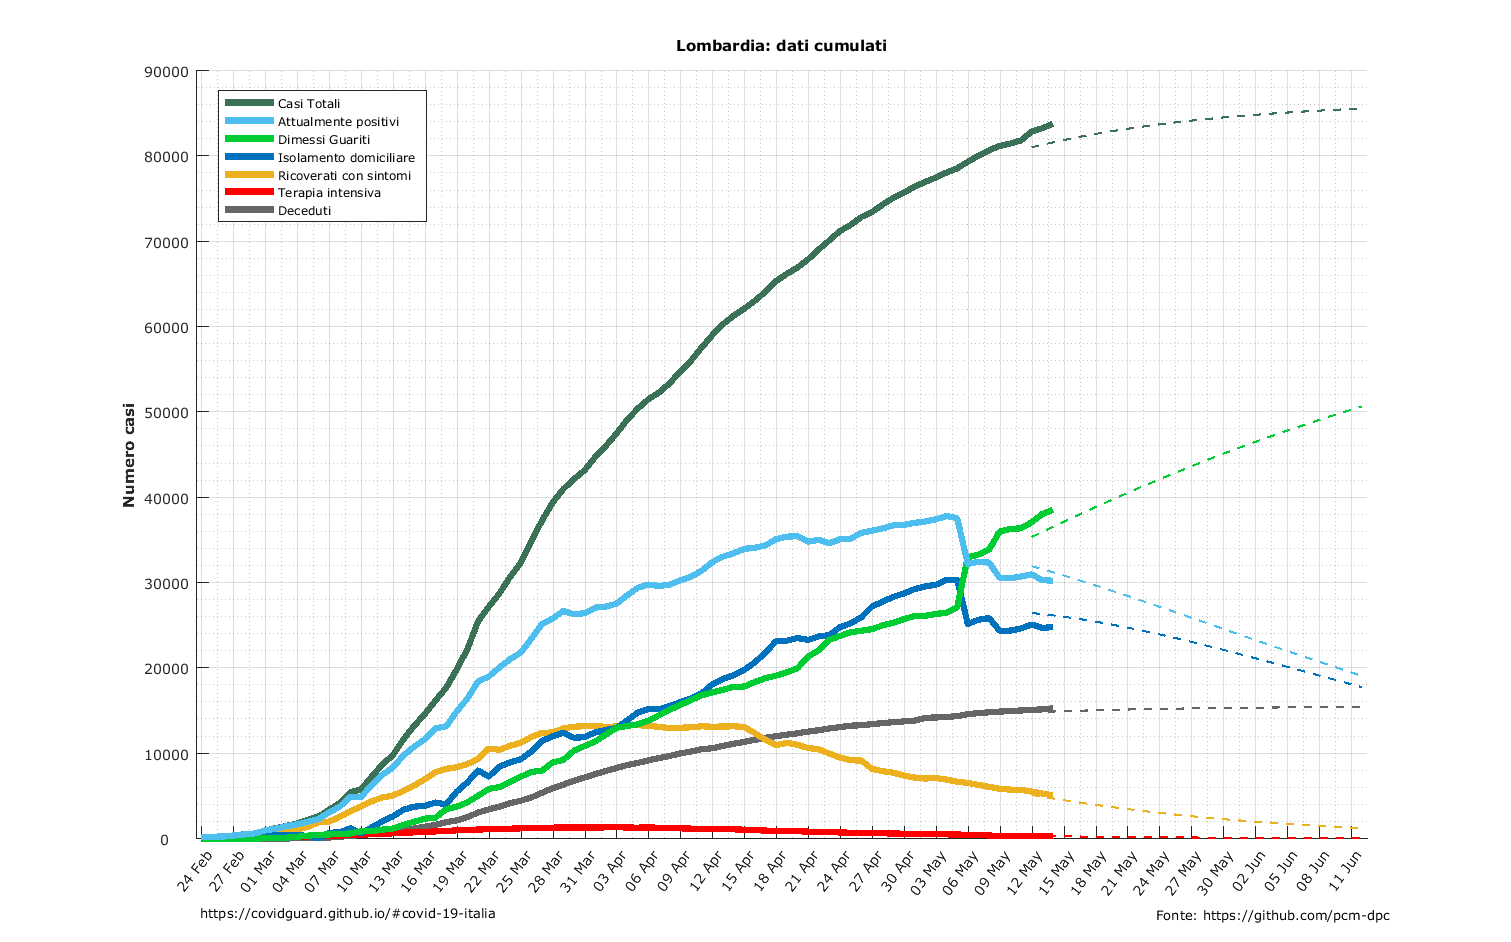 Lombardia: dati cumulati
90000
80000
70000
60000
50000
40000
30000
20000
10000
0
Numero casi
Casi Totali
Attualmente positivi
Dimessi Guariti
Isolamento domiciliare
Ricoverati con sintomi
Terapia intensiva
Deceduti
24 Feb
27 Feb
01 Mar
04 Mar
07 Mar
10 Mar
13 Mar
16 Mar
19 Mar
22 Mar
25 Mar
28 Mar
31 Mar
03 Apr
06 Apr
09 Apr
12 Apr
15 Apr
18 Apr
21 Apr
24 Apr
27 Apr
30 Apr
03 May
06 May
09 May
12 May
15 May
18 May
21 May
24 May
27 May
30 May
02 Jun
05 Jun
08 Jun
11 Jun
https://covidguard.github.io/#covid-19-italia
Fonte: https://github.com/pcm-dpc